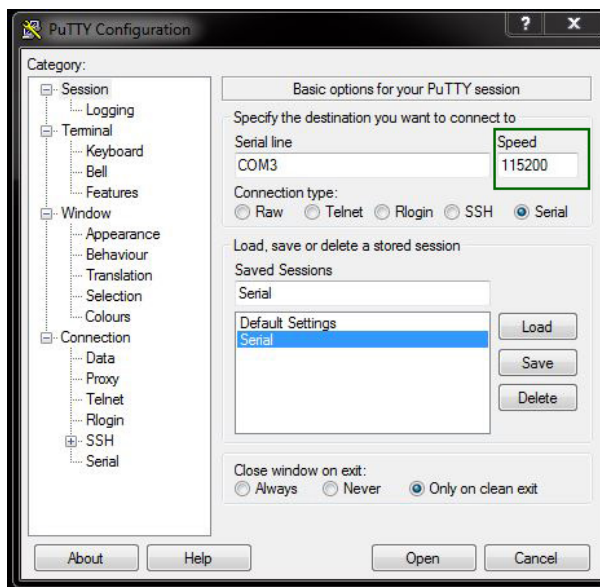 PuTTY Configuration
Category:
Session
Logging
Terminal
Keyboard
Bell
Features
Window
Appearance
Behaviour
Translation
Selection
Colours
Connection
Data
Proxy
Telnet
Rlogin
SSH
Serial
Basic options for your PuTTY session
Specify the destination you want to connect to
Serial line Speed
COM3 115200
Connection type:
Raw Telnet Rlogin SSH Serial
Load, save or delete a stored session
Saved Sessions
Serial
Default Settings
Serial
Load
Save
Delete
Close window on exit:
Always Never Only on clean exit
About Help Open Cancel